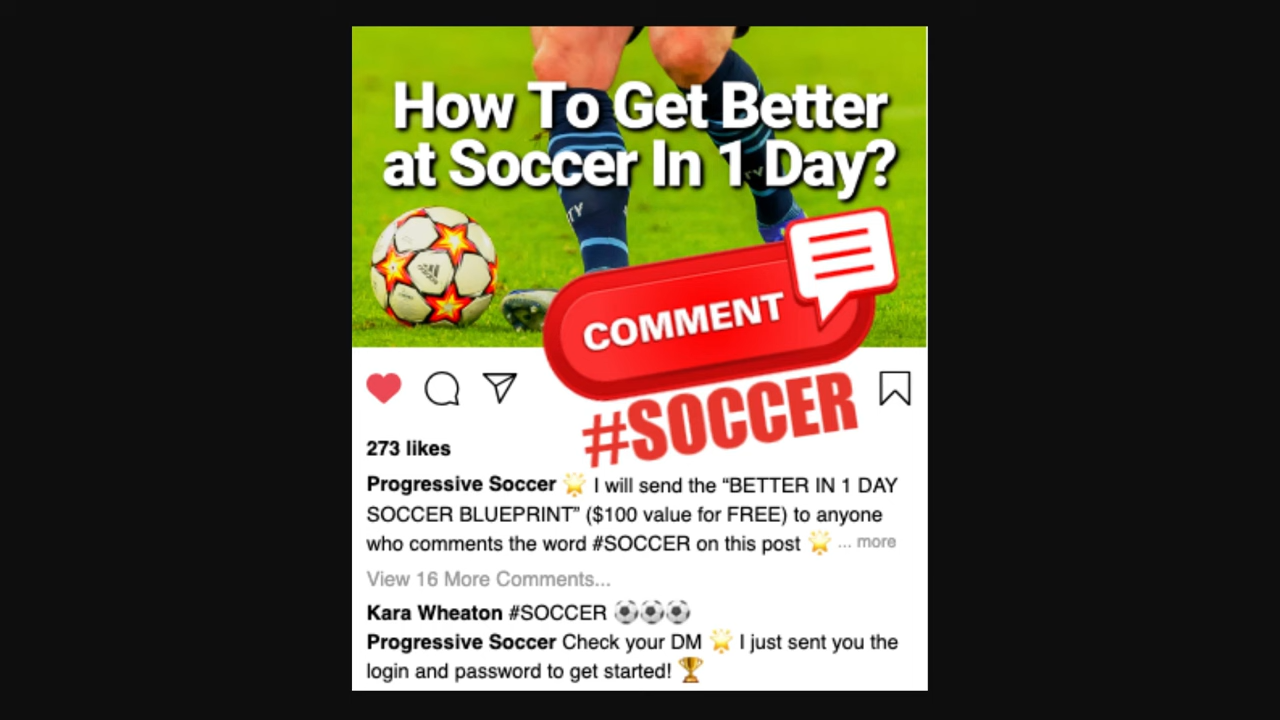 How To Get Better
at Soccer In 1 Day?
TY
TY
adidas
COMMENT
#SOCCER
273 likes
Progressive Soccer 🌟 I will send the “BETTER IN 1 DAY
SOCCER BLUEPRINT” ($100 value for FREE) to anyone
who comments the word #SOCCER on this post 🌟 ... more
View 16 More Comments...
Kara Wheaton #SOCCER ⚽⚽⚽
Progressive Soccer Check your DM 🌟 I just sent you the
login and password to get started! 🏆